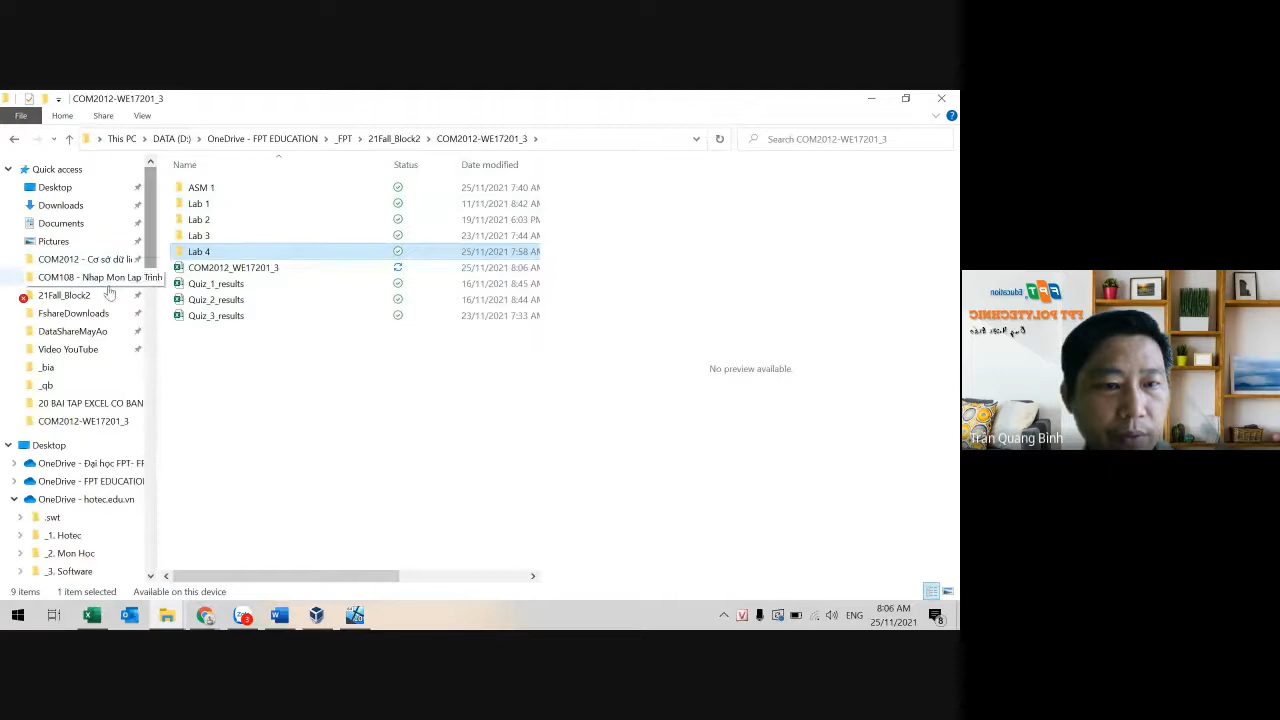 COM2012-WE17201_3
File
Home
Share
View
This PC > DATA (D:) > OneDrive - FPT EDUCATION > _FPT > 21Fall_Block2 > COM2012-WE17201_3 >
Search COM2012-WE17201_3
Quick access
Desktop
Downloads
Documents
Pictures
COM2012 - Cơ sở dữ liệ
COM108 - Nhap Mon Lap Trinh
21Fall_Block2
FshareDownloads
DataShareMayAo
Video YouTube
_bia
_qb
20 BAI TAP EXCEL CO BAN
COM2012-WE17201_3
Desktop
OneDrive - Đại học FPT- FF
OneDrive - FPT EDUCATIO
OneDrive - hotec.edu.vn
.swt
_1. Hotec
_2. Mon Hoc
_3. Software
Name Status Date modified
ASM 1 25/11/2021 7:40 AM
Lab 1 11/11/2021 8:42 AM
Lab 2 19/11/2021 6:03 PM
Lab 3 23/11/2021 7:44 AM
Lab 4 25/11/2021 7:58 AM
COM2012_WE17201_3 25/11/2021 8:06 AM
Quiz_1_results 16/11/2021 8:45 AM
Quiz_2_results 16/11/2021 8:44 AM
Quiz_3_results 23/11/2021 7:33 AM
No preview available.
9 items 1 item selected Available on this device
3
ENG
8:06 AM
25/11/2021
8
FPT Education
FPT POLYTECHNIC
Trần Quang Bình